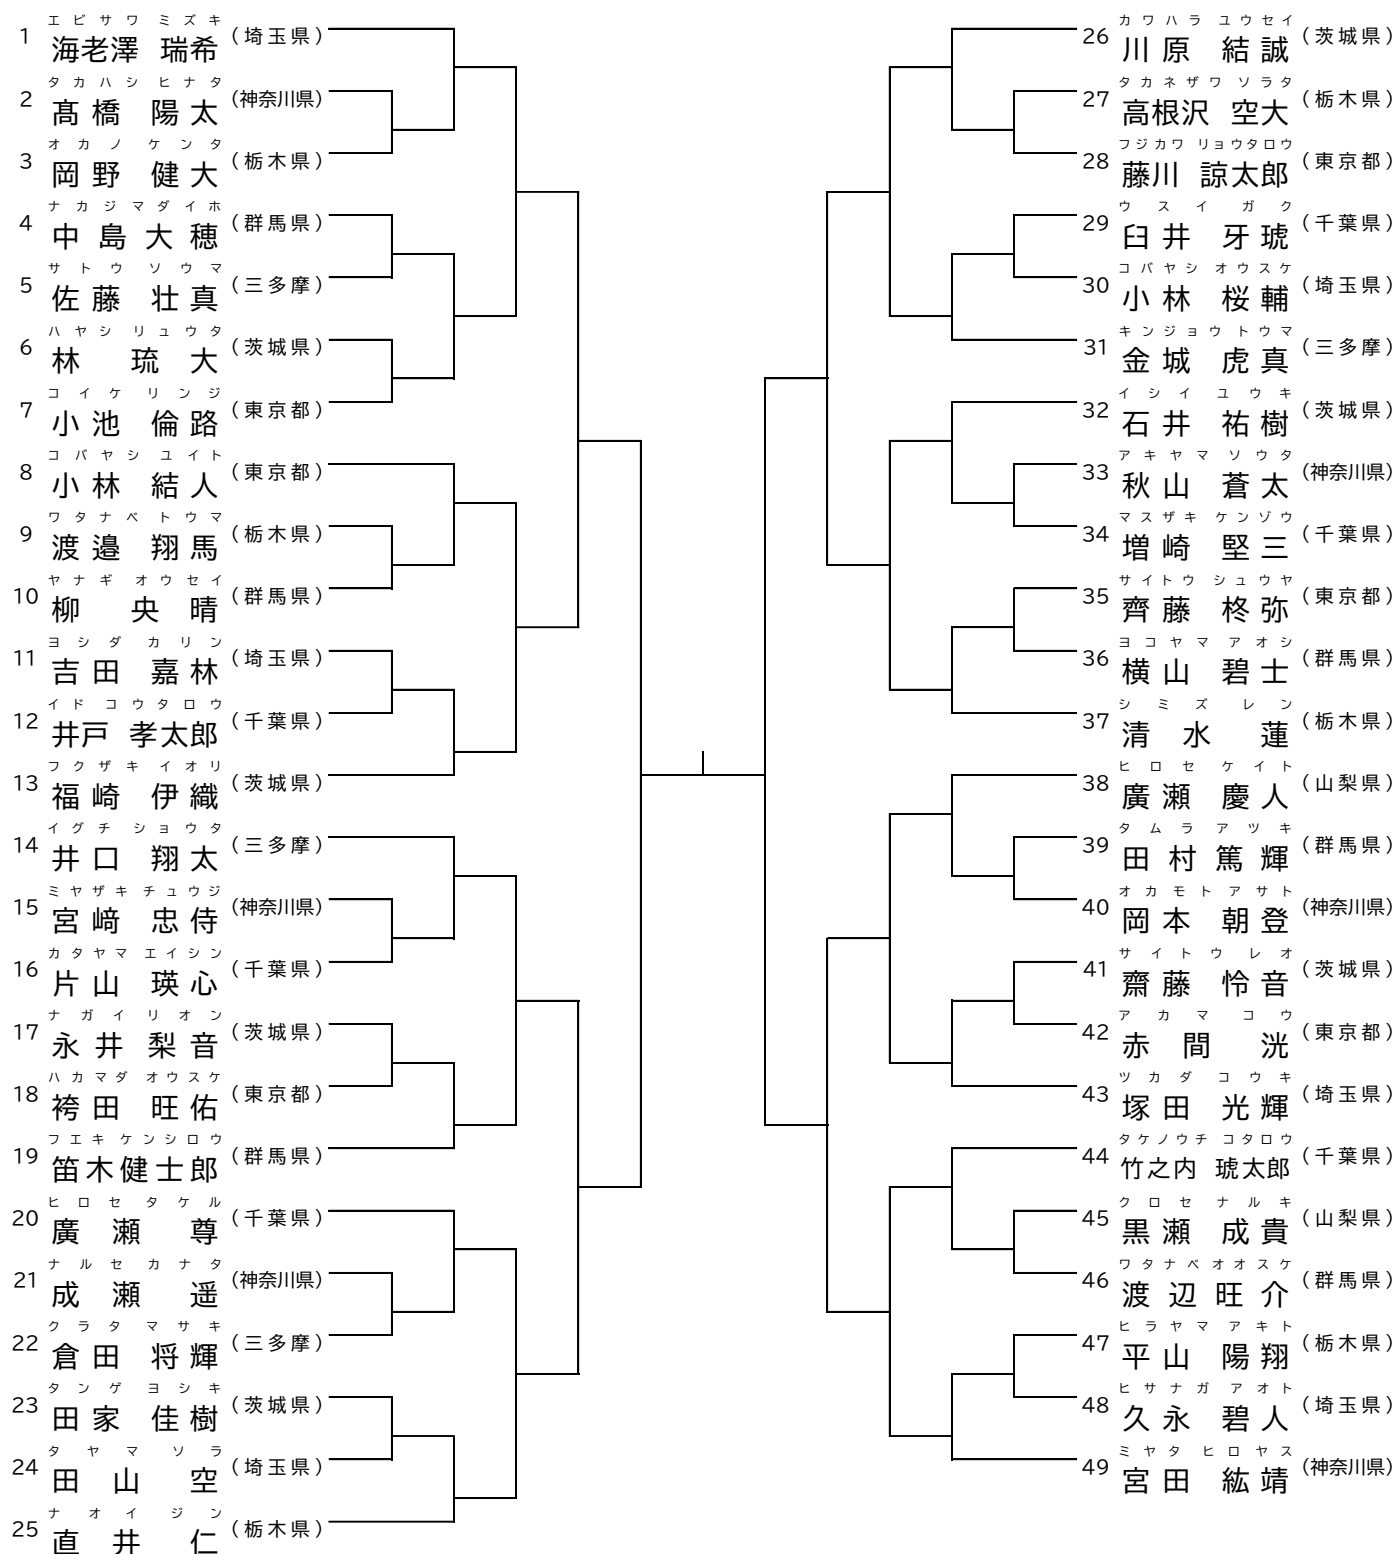 エビサワ ミズキ
1 海老澤 瑞希 (埼玉県)
タカハシ ヒナタ
2 髙橋 陽太 (神奈川県)
オカノ ケンタ
3 岡野 健大 (栃木県)
ナカジマダイホ
4 中島大穂 (群馬県)
サトウ ソウマ
5 佐藤 壮真 (三多摩)
ハヤシ リュウタ
6 林 琉大 (茨城県)
コイケ リンジ
7 小池 倫路 (東京都)
コバヤシ ユイト
8 小林 結人 (東京都)
ワタナベ トウマ
9 渡邉 翔馬 (栃木県)
ヤナギ オウセイ
10 柳 央晴 (群馬県)
ヨシダ カリン
11 吉田 嘉林 (埼玉県)
イド コウタロウ
12 井戸 孝太郎 (千葉県)
フクザキ イオリ
13 福崎 伊織 (茨城県)
イグチ ショウタ
14 井口 翔太 (三多摩)
ミヤザキ チュウジ
15 宮﨑 忠侍 (神奈川県)
カタヤマ エイシン
16 片山 瑛心 (千葉県)
ナガイ リオン
17 永井 梨音 (茨城県)
ハカマダ オウスケ
18 袴田 旺佑 (東京都)
フエキ ケンシロウ
19 笛木健士郎 (群馬県)
ヒロセ タケル
20 廣瀬 尊 (千葉県)
ナルセ カナタ
21 成瀬 遥 (神奈川県)
クラタ マサキ
22 倉田 将輝 (三多摩)
タンゲ ヨシキ
23 田家 佳樹 (茨城県)
タヤマ ソラ
24 田山 空 (埼玉県)
ナオイ ジン
25 直井 仁 (栃木県)
カワハラ ユウセイ
26 川原 結誠 (茨城県)
タカネザワ ソラタ
27 高根沢 空大 (栃木県)
フジカワ リョウタロウ
28 藤川 諒太郎 (東京都)
ウスイ ガク
29 臼井 牙琥 (千葉県)
コバヤシ オウスケ
30 小林 桜輔 (埼玉県)
キンジョウ トウマ
31 金城 虎真 (三多摩)
イシイ ユウキ
32 石井 祐樹 (茨城県)
アキヤマ ソウタ
33 秋山 蒼太 (神奈川県)
マスザキ ケンゾウ
34 増崎 堅三 (千葉県)
サイトウ シュウヤ
35 齊藤 柊弥 (東京都)
ヨコヤマ アオシ
36 横山 碧士 (群馬県)
シミズ レン
37 清水 蓮 (栃木県)
ヒロセ ケイト
38 廣瀬 慶人 (山梨県)
タムラ アツキ
39 田村篤輝 (群馬県)
オカモト アサト
40 岡本 朝登 (神奈川県)
サイトウ レオ
41 齋藤 怜音 (茨城県)
アカマ コウ
42 赤間 洸 (東京都)
ツカダ コウキ
43 塚田 光輝 (埼玉県)
タケノウチ コタロウ
44 竹之内 琥太郎 (千葉県)
クロセ ナルキ
45 黒瀬 成貴 (山梨県)
ワタナベオオスケ
46 渡辺旺介 (群馬県)
ヒラヤマ アキト
47 平山 陽翔 (栃木県)
ヒサナガ アオト
48 久永 碧人 (埼玉県)
ミヤタ ヒロヤス
49 宮田 紘靖 (神奈川県)